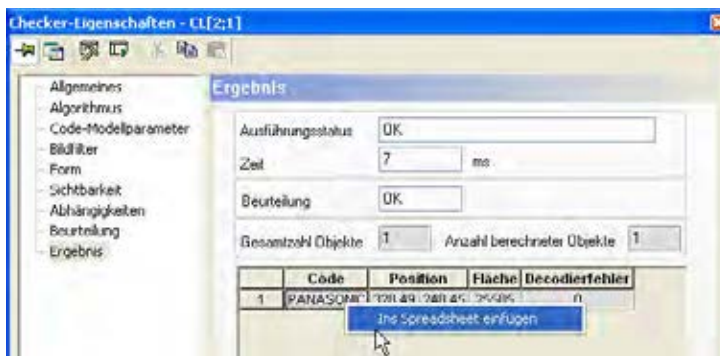 Checker-Eigenschaften - CL[2;1]
Allgemeines
Algorithmus
Code-Modellparameter
Bildfilter
Form
Sichtbarkeit
Abhängigkeiten
Beurteilung
Ergebnis
Ergebnis
Ausführungsstatus OK
Zeit 7 ms
Beurteilung OK
Gesamtzahl Objekte 1 Anzahl berechneter Objekte 1
Code Position Fläche Decodierfehler
1 PANASONIC 0
Ins Spreadsheet einfügen